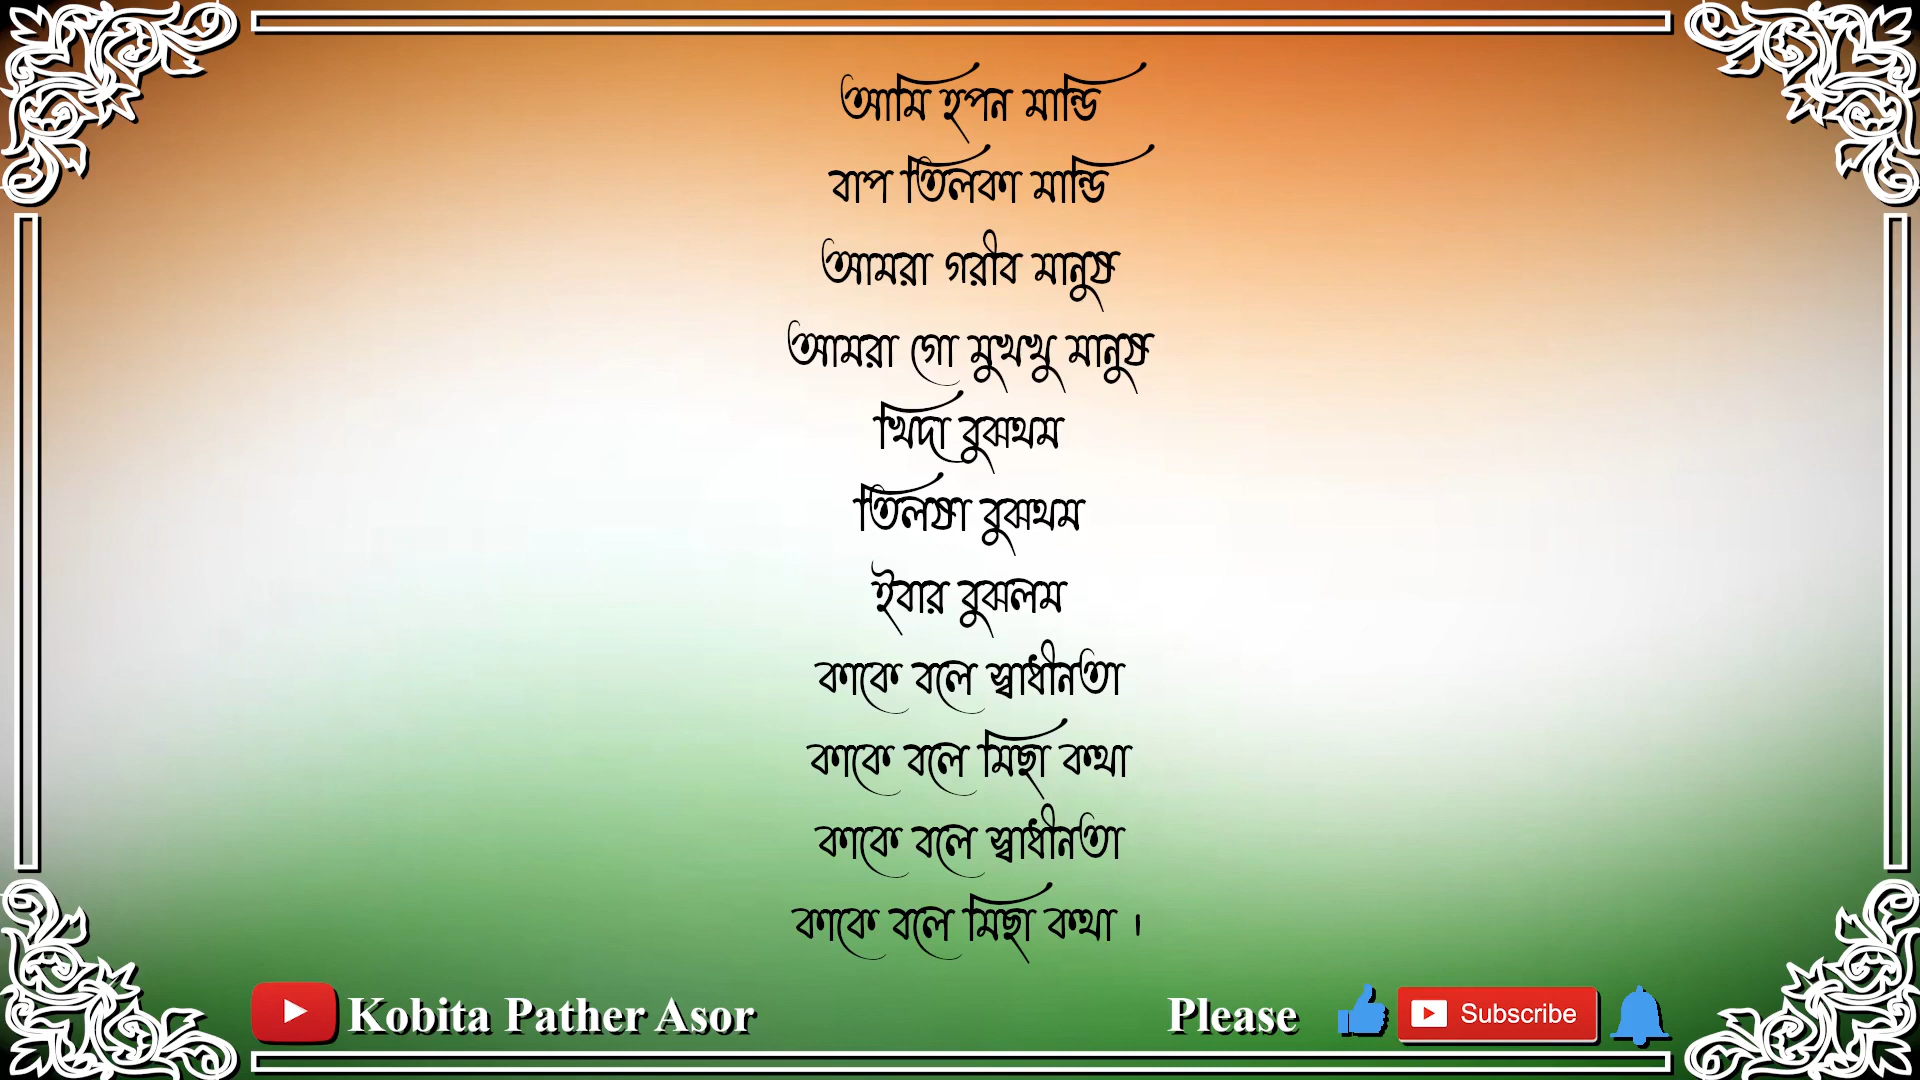 আমি হপন মান্ডি
বাপ তিলকা মান্ডি
আমরা গরীব মানুষ
আমরা গো মুখখু মানুষ
খিদা বুঝথম
তিলষা বুঝথম
ইবার বুঝলম
কাকে বলে স্বাধীনতা
কাকে বলে মিছা কথা
কাকে বলে স্বাধীনতা
কাকে বলে মিছা কথা ।
Kobita Pather Asor
Please Subscribe